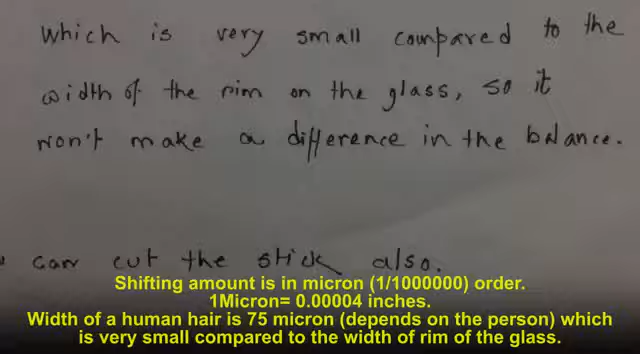 which is very small compared to the
width of the rim on the glass, so it
won't make a difference in the balance.
can cut the stick also.
Shifting amount is in micron (1/1000000) order.
1Micron= 0.00004 inches.
Width of a human hair is 75 micron (depends on the person) which
is very small compared to the width of rim of the glass.